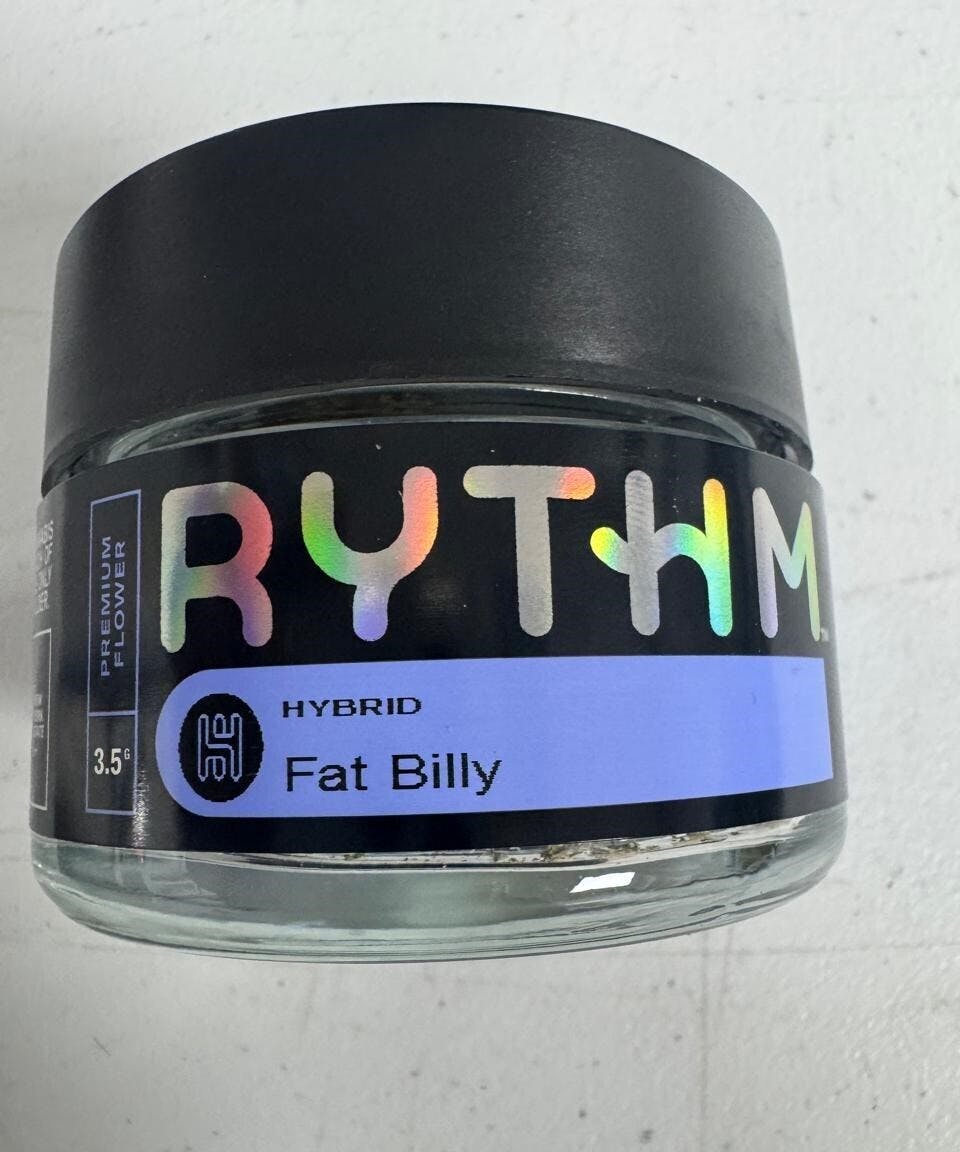 RYTHM
PREMIUM
FLOWER
3.5G
HYBRID
Fat Billy